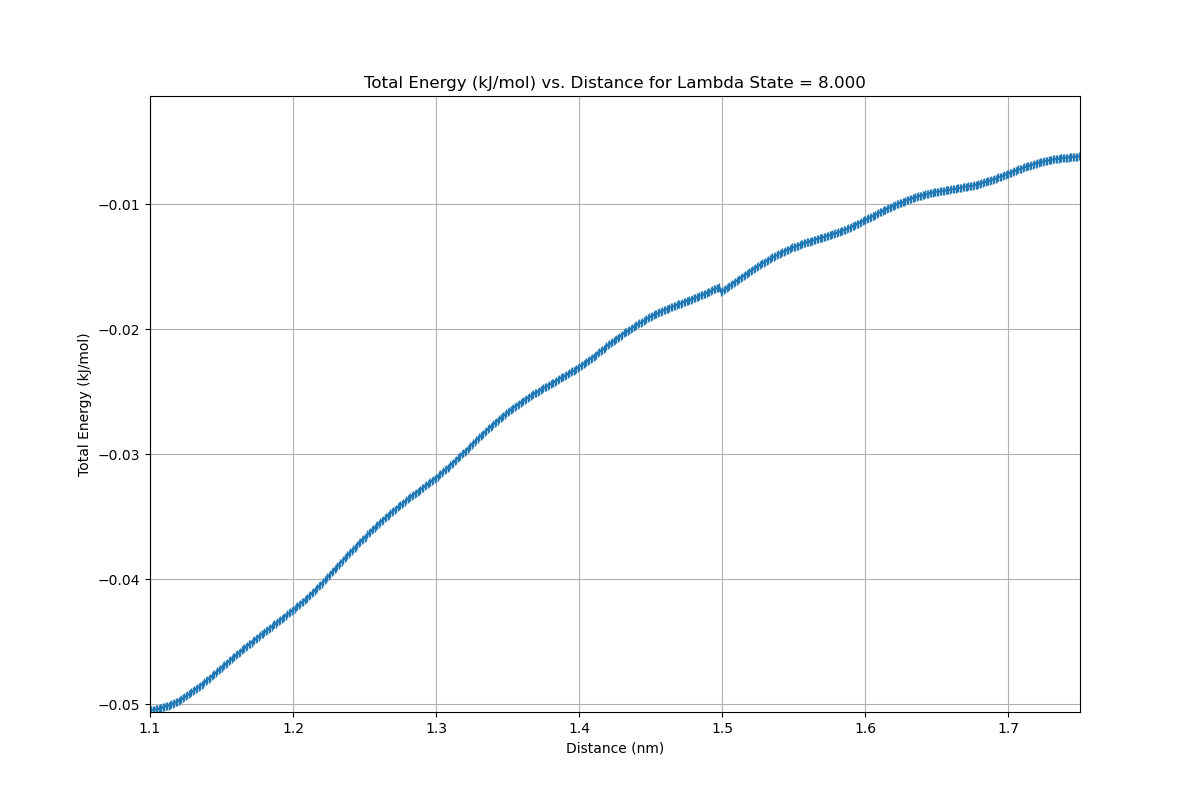 Total Energy (kJ/mol) vs. Distance for Lambda State = 8.000
Total Energy (kJ/mol)
−0.01
−0.02
−0.03
−0.04
−0.05
1.1 1.2 1.3 1.4 1.5 1.6 1.7
Distance (nm)